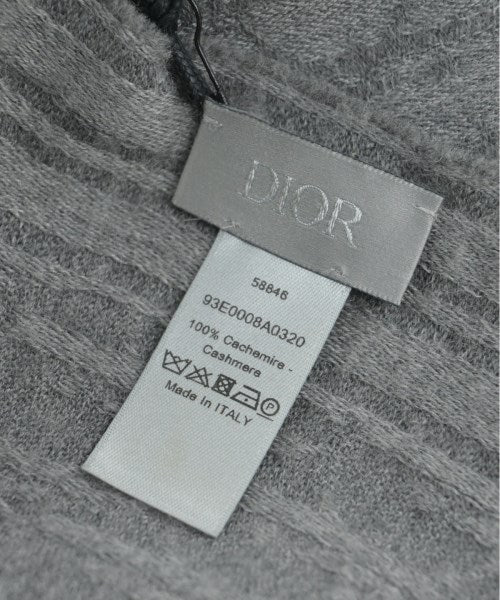 DIOR
58846
93E0008A0320
100% Cachemire -
Cashmere
P
Made In ITALY